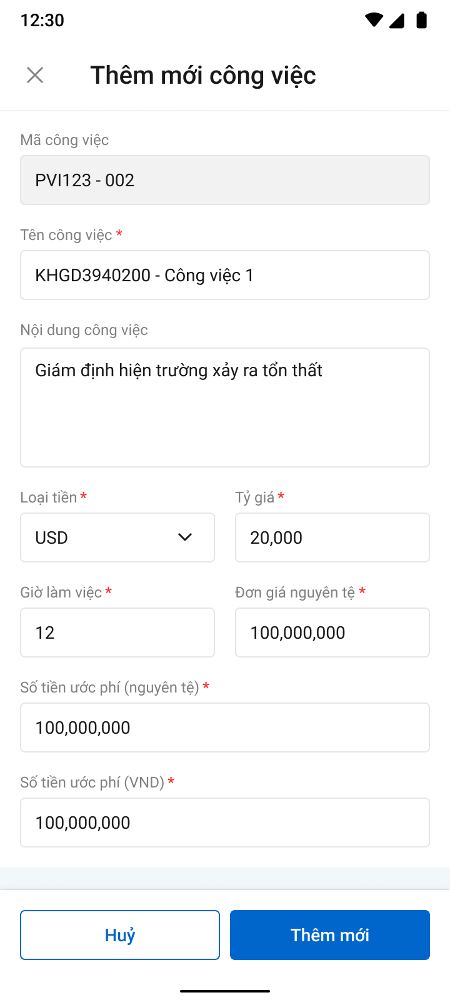 12:30
Thêm mới công việc
Mã công việc
PVI123 - 002
Tên công việc *
KHGD3940200 - Công việc 1
Nội dung công việc
Giám định hiện trường xảy ra tổn thất
Loại tiền *
Tỷ giá *
USD
20,000
Giờ làm việc *
Đơn giá nguyên tệ *
12
100,000,000
Số tiền ước phí (nguyên tệ) *
100,000,000
Số tiền ước phí (VND) *
100,000,000
Huỷ
Thêm mới